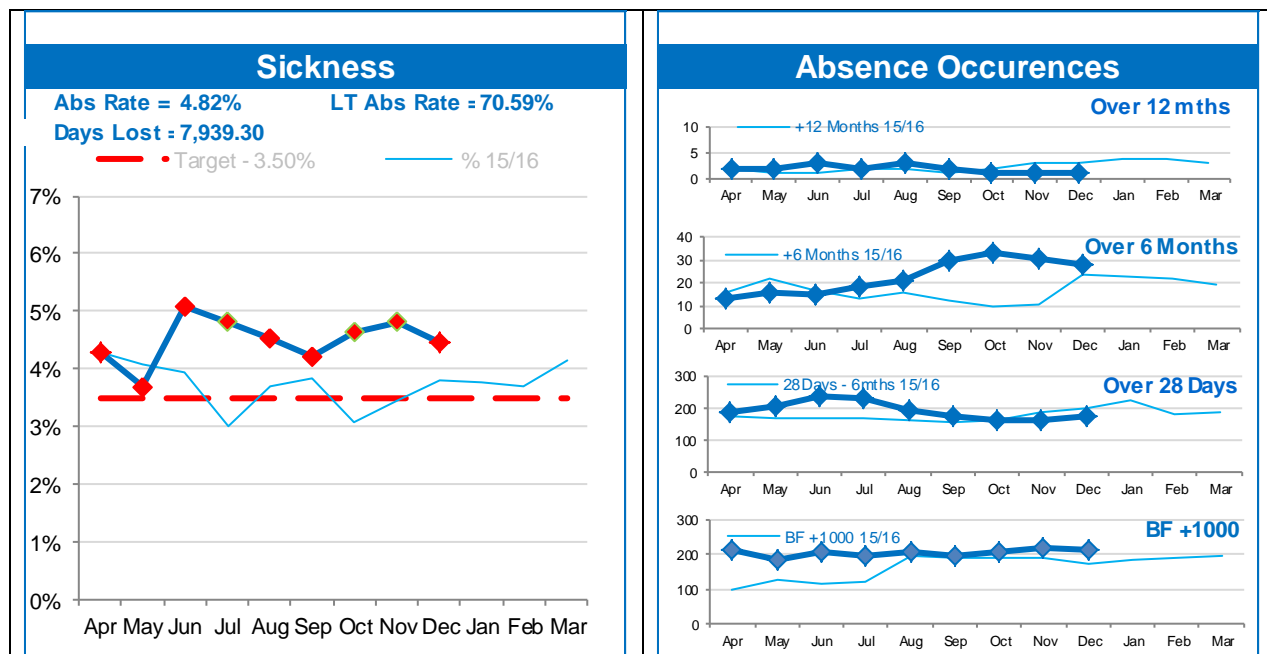 Sickness
Abs Rate = 4.82% LT Abs Rate = 70.59%
Days Lost = 7,939.30
Target - 3.50% % 15/16
7%
6%
5%
4%
3%
2%
1%
0%
Apr May Jun Jul Aug Sep Oct Nov Dec Jan Feb Mar
Absence Occurences
Over 12 mths
+12 Months 15/16
10
5
0
Apr May Jun Jul Aug Sep Oct Nov Dec Jan Feb Mar
Over 6 Months
+6 Months 15/16
40
30
20
10
0
Apr May Jun Jul Aug Sep Oct Nov Dec Jan Feb Mar
Over 28 Days
28Days - 6mths 15/16
300
200
100
0
Apr May Jun Jul Aug Sep Oct Nov Dec Jan Feb Mar
BF +1000
BF +1000 15/16
300
200
100
0
Apr May Jun Jul Aug Sep Oct Nov Dec Jan Feb Mar